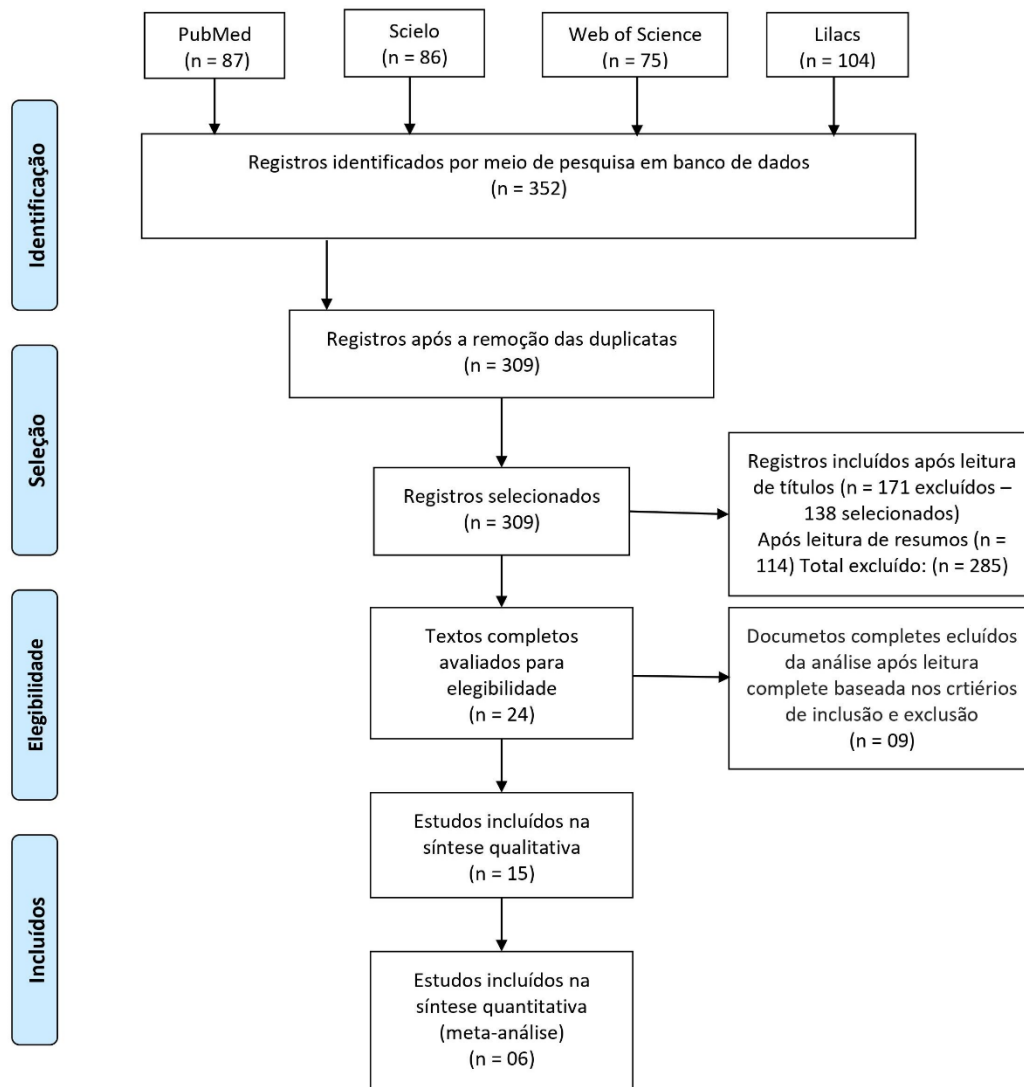 PubMed
(n = 87)
Scielo
(n = 86)
Web of Science
(n = 75)
Lilacs
(n = 104)
Identificação
Registros identificados por meio de pesquisa em banco de dados
(n = 352)
Registros após a remoção das duplicatas
(n = 309)
Seleção
Registros selecionados
(n = 309)
Registros incluídos após leitura
de títulos (n = 171 excluídos –
138 selecionados)
Após leitura de resumos (n =
114) Total excluído: (n = 285)
Elegibilidade
Textos completos
avaliados para
elegibilidade
(n = 24)
Documetos completes ecluídos
da análise após leitura
complete baseada nos crtiérios
de inclusão e exclusão
(n = 09)
Incluídos
Estudos incluídos na
síntese qualitativa
(n = 15)
Estudos incluídos na
síntese quantitativa
(meta-análise)
(n = 06)